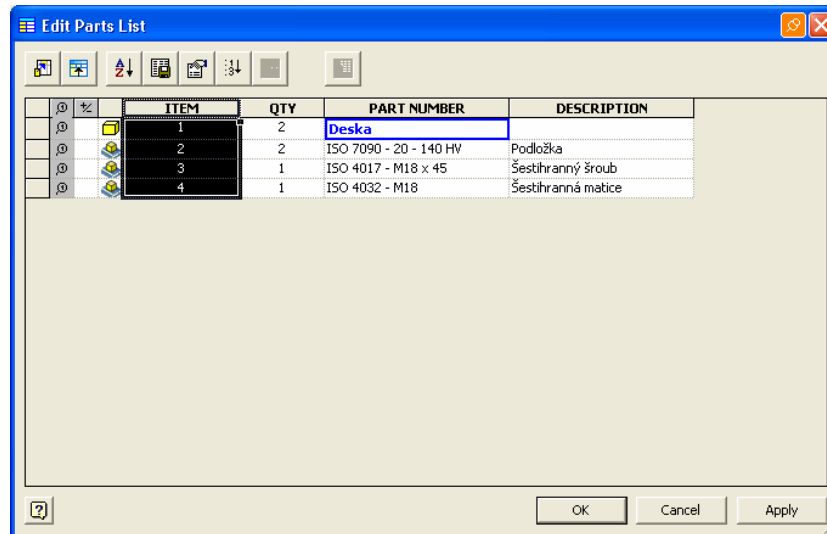 Edit Parts List
ITEM QTY PART NUMBER DESCRIPTION
1 2 Deska
2 2 ISO 7090 - 20 - 140 HV Podložka
3 1 ISO 4017 - M18 x 45 Šestihranný šroub
4 1 ISO 4032 - M18 Šestihranná matice
OK Cancel Apply